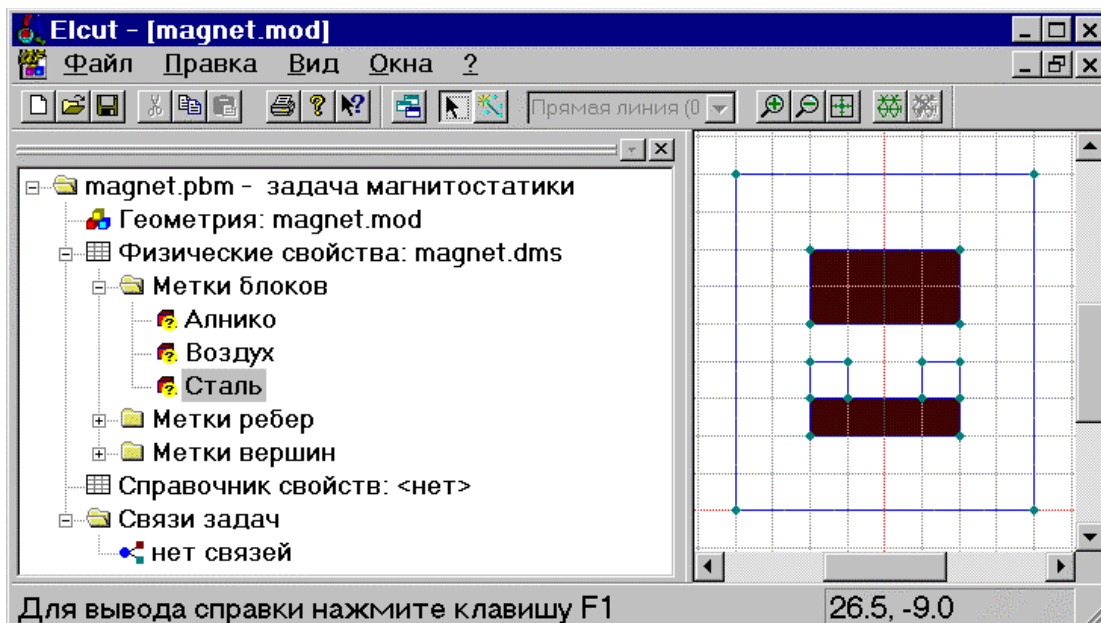 Elcut - [magnet.mod]
Файл Правка Вид Окна ?
Прямая линия (0
magnet.pbm - задача магнитостатики
Геометрия: magnet.mod
Физические свойства: magnet.dms
Метки блоков
Алнико
Воздух
Сталь
Метки ребер
Метки вершин
Справочник свойств: <нет>
Связи задач
нет связей
Для вывода справки нажмите клавишу F1 26.5, -9.0